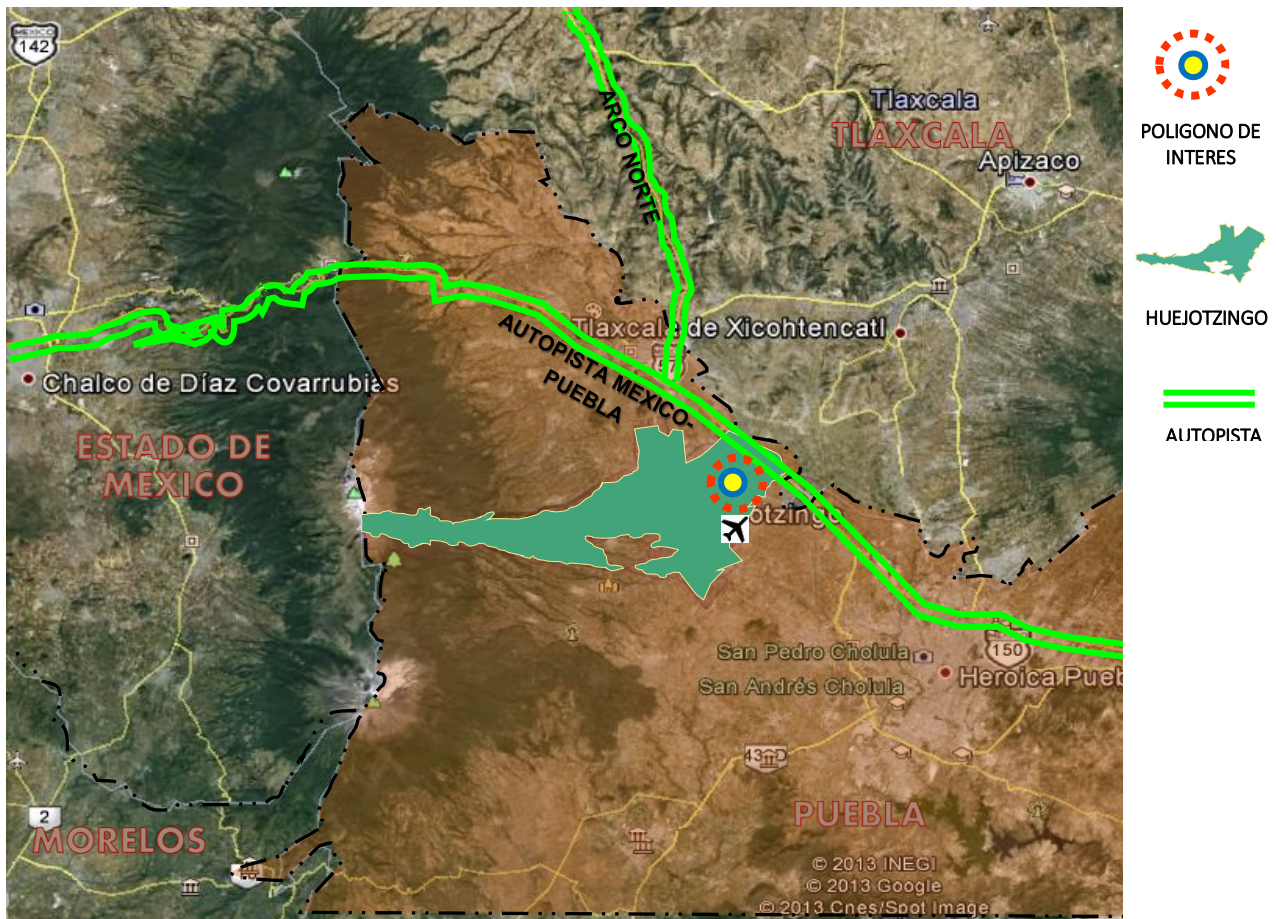 MEXICO
142
ARCO NORTE
Tlaxcala
TLAXCALA
Apizaco
Tlaxcala de Xicohtencatl
57
AUTOPISTA MEXICO-
PUEBLA
Chalco de Díaz Covarrubias
ESTADO DE
MEXICO
otzingo
San Pedro Cholula
San Andrés Cholula
150
Heroica Pueb
43 D
2
MORELOS
PUEBLA
© 2013 INEGI
© 2013 Google
© 2013 Cnes/Spot Image
POLIGONO DE
INTERES
HUEJOTZINGO
AUTOPISTA